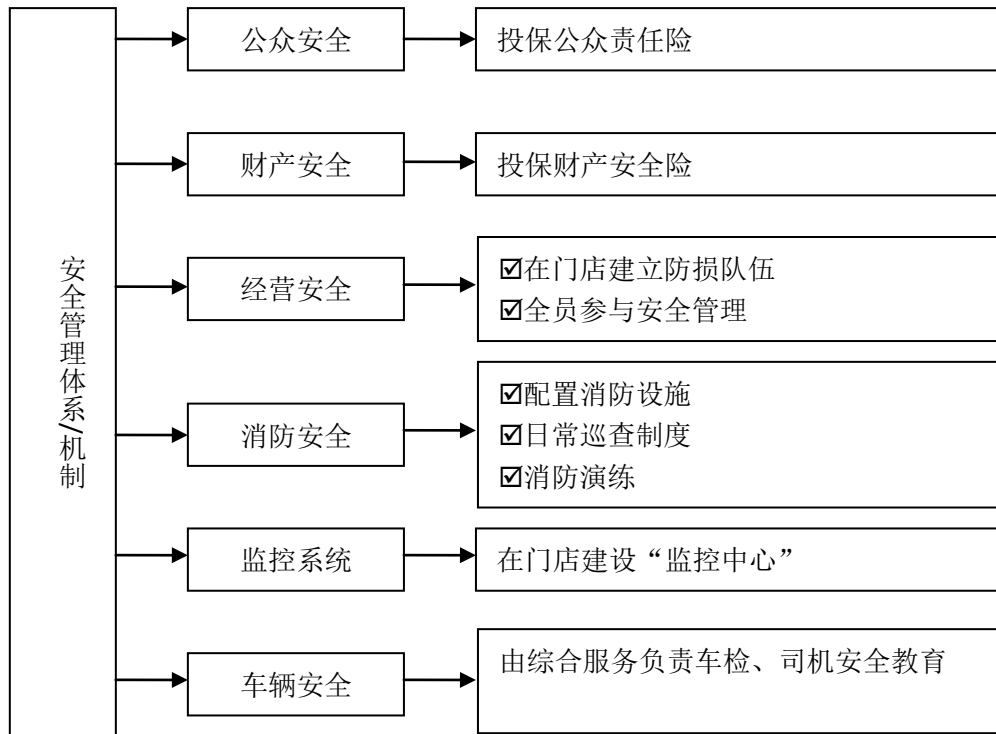 安全管理体系/机制
公众安全
投保公众责任险
财产安全
投保财产安全险
经营安全
☑在门店建立防损队伍
☑全员参与安全管理
消防安全
☑配置消防设施
☑日常巡查制度
☑消防演练
监控系统
在门店建设“监控中心”
车辆安全
由综合服务负责车检、司机安全教育